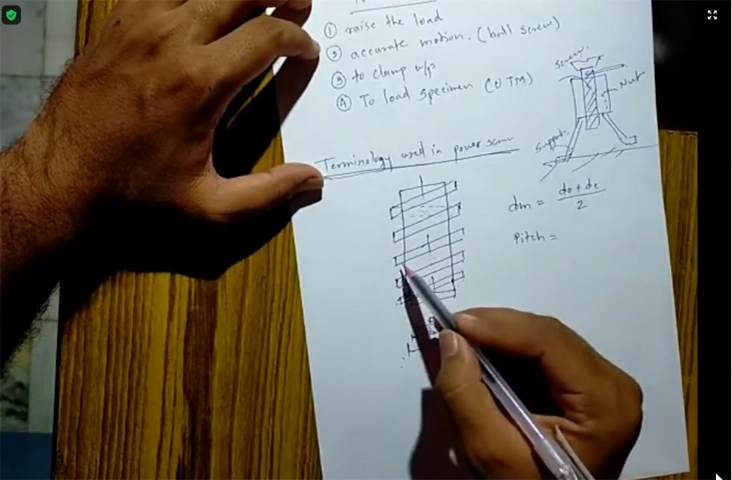 ① raise the load
② accurate motion. (ball screw)
③ to clamp w/p
④ To load specimen (UTM)
Screw.
Nut
Support.
Terminology used in power screw
dm = do + dc / 2
Pitch =